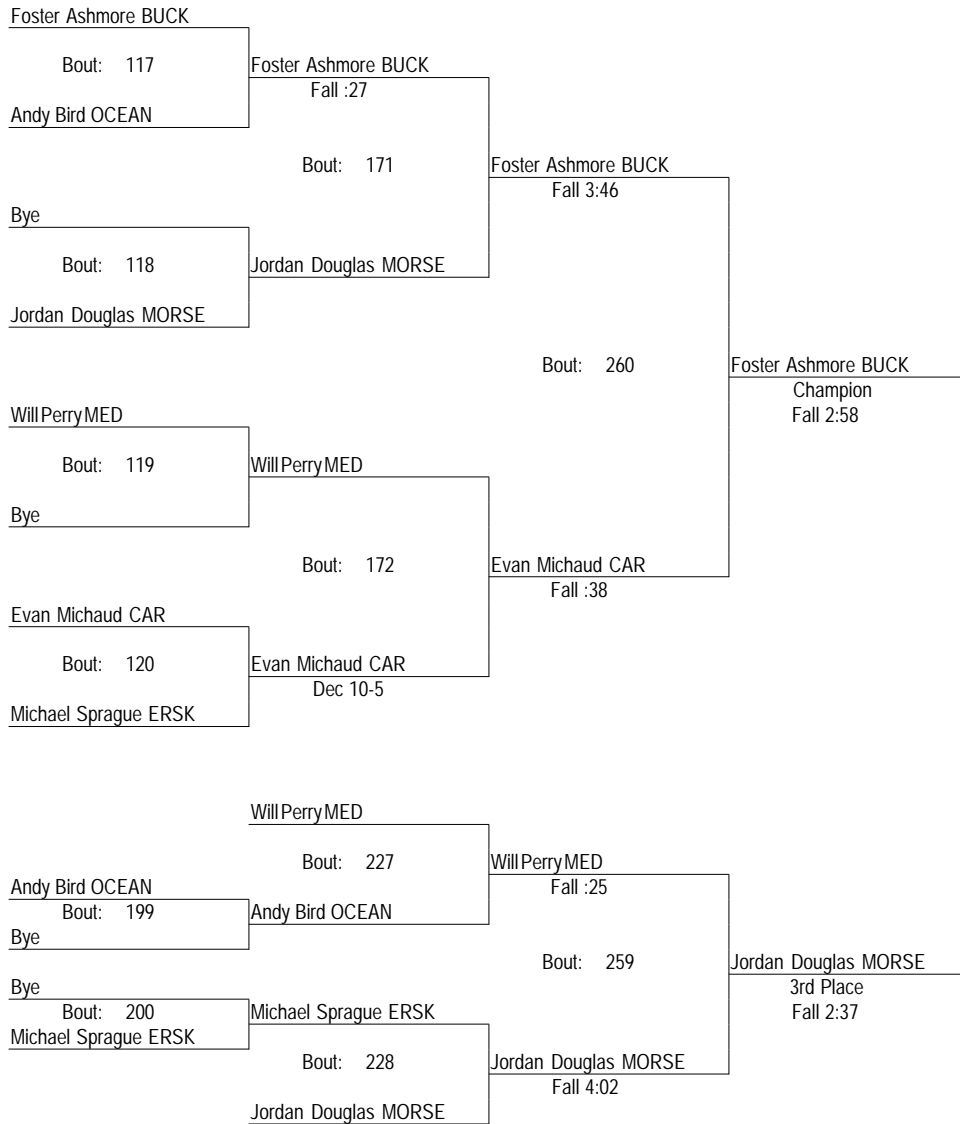 Foster Ashmore BUCK
Bout: 117
Foster Ashmore BUCK
Fall :27
Andy Bird OCEAN
Bout: 171
Foster Ashmore BUCK
Fall 3:46
Bye
Bout: 118
Jordan Douglas MORSE
Jordan Douglas MORSE
Bout: 260
Foster Ashmore BUCK
Champion
Fall 2:58
Will Perry MED
Bout: 119
Will Perry MED
Bye
Bout: 172
Evan Michaud CAR
Fall :38
Evan Michaud CAR
Bout: 120
Evan Michaud CAR
Dec 10-5
Michael Sprague ERSK
Will Perry MED
Bout: 227
Will Perry MED
Fall :25
Andy Bird OCEAN
Bout: 199
Andy Bird OCEAN
Bye
Bout: 259
Jordan Douglas MORSE
3rd Place
Fall 2:37
Bye
Bout: 200
Michael Sprague ERSK
Michael Sprague ERSK
Bout: 228
Jordan Douglas MORSE
Fall 4:02
Jordan Douglas MORSE